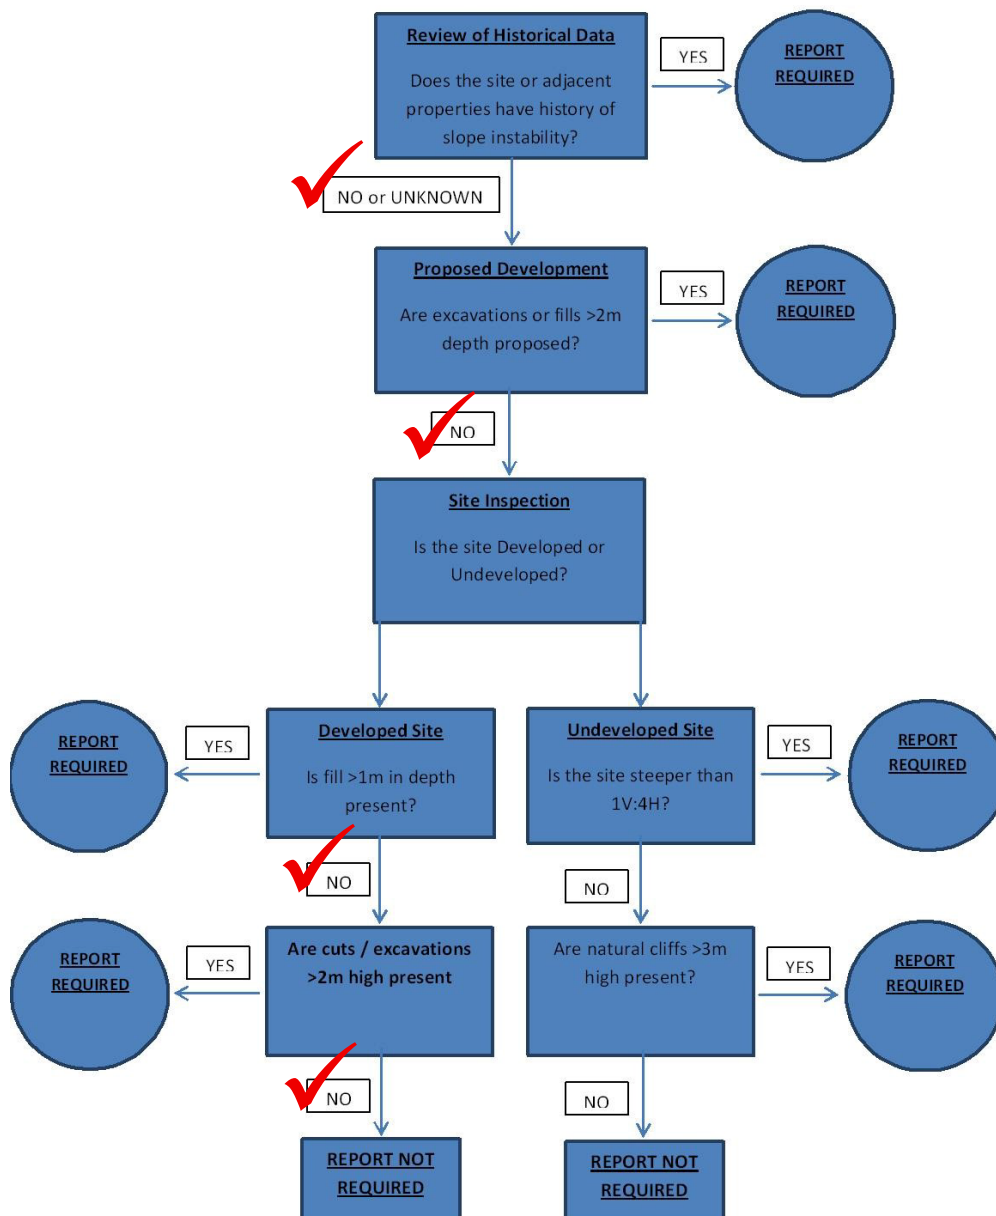 Review of Historical Data
Does the site or adjacent
properties have history of
slope instability?
YES
REPORT
REQUIRED
NO or UNKNOWN
Proposed Development
Are excavations or fills >2m
depth proposed?
YES
REPORT
REQUIRED
NO
Site Inspection
Is the site Developed or
Undeveloped?
REPORT
REQUIRED
YES
Developed Site
Is fill >1m in depth
present?
Undeveloped Site
Is the site steeper than
1V:4H?
YES
REPORT
REQUIRED
NO
NO
REPORT
REQUIRED
YES
Are cuts / excavations
>2m high present
Are natural cliffs >3m
high present?
YES
REPORT
REQUIRED
NO
NO
REPORT NOT
REQUIRED
REPORT NOT
REQUIRED